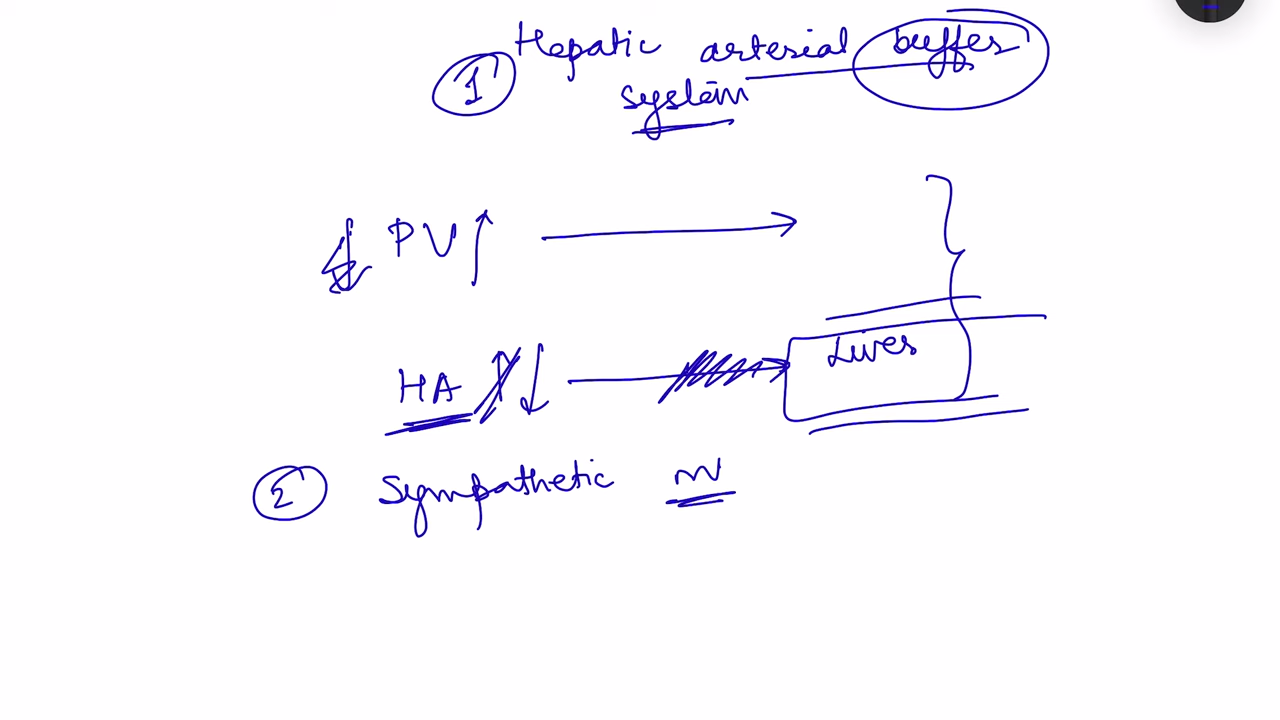 ① Hepatic arterial buffer
system
PV ↑
HA ↑ ↓
Liver
② Sympathetic